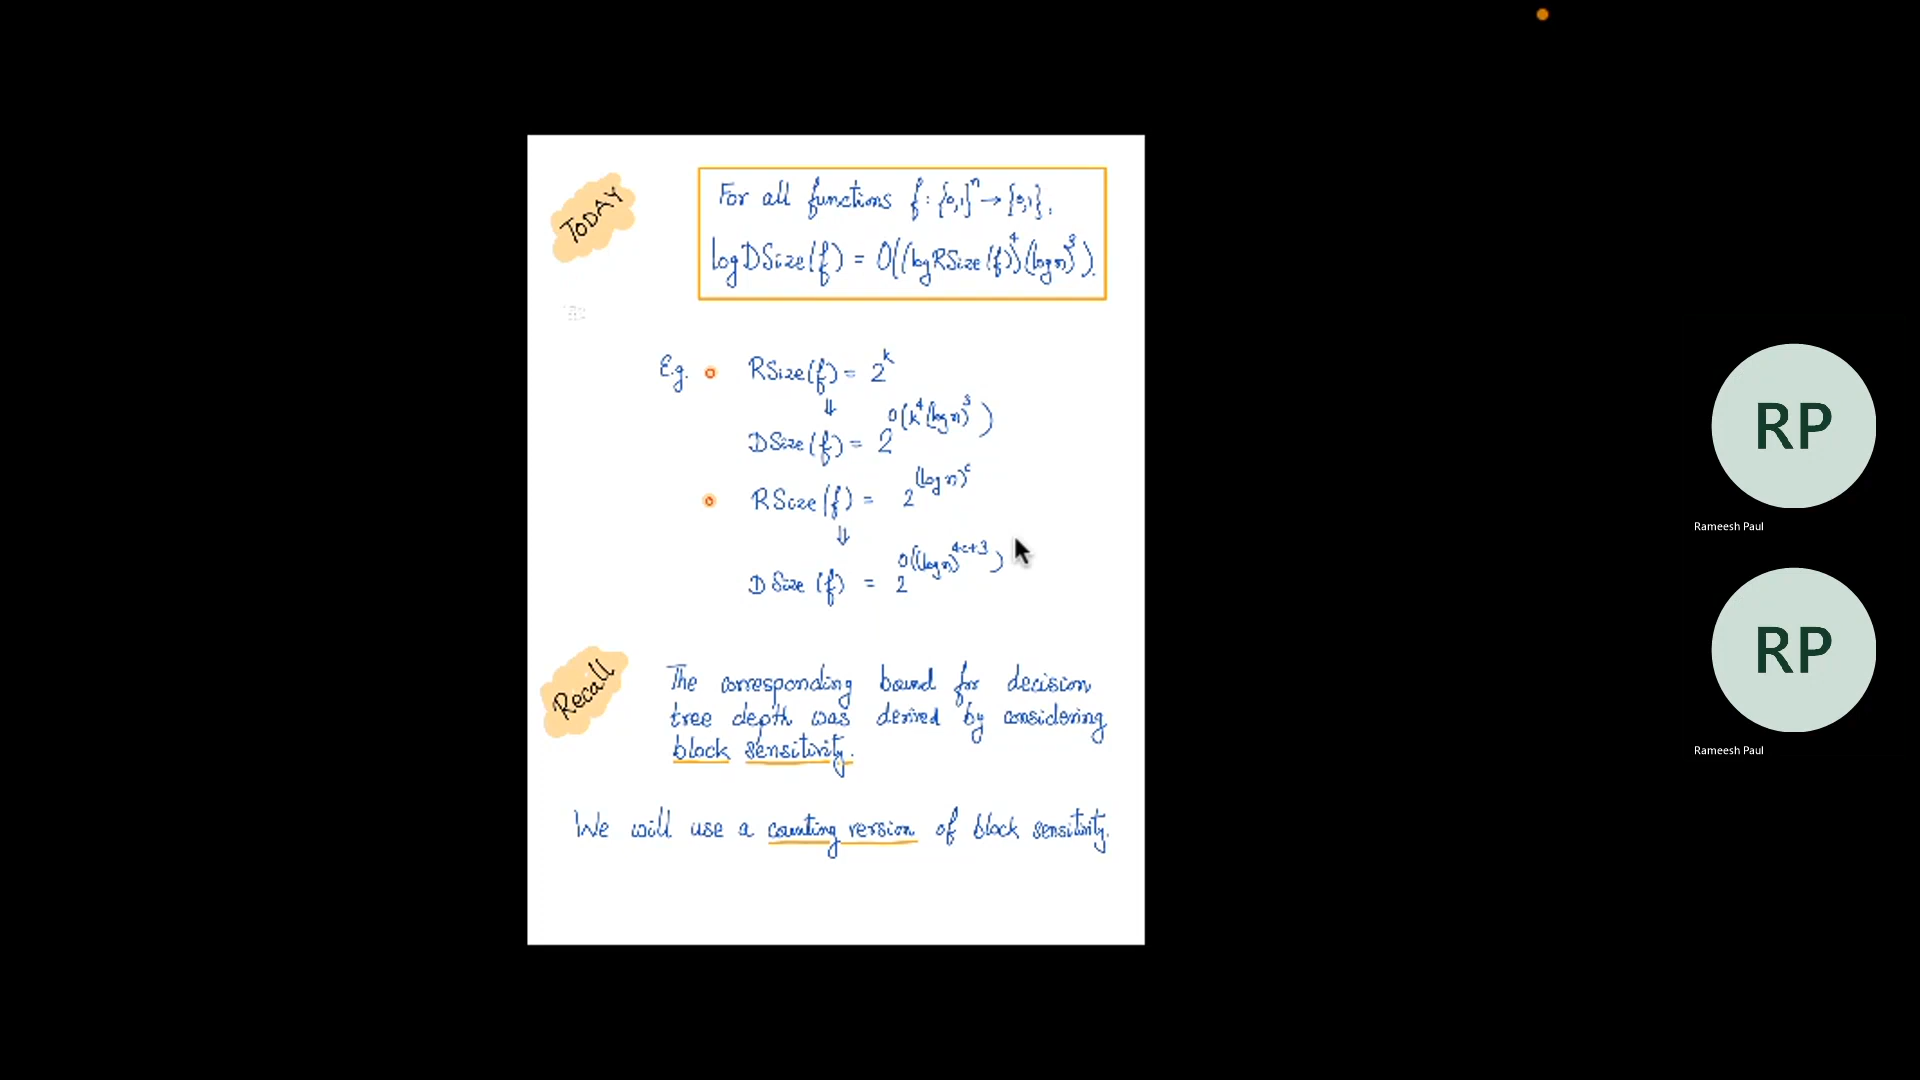 TODAY
For all functions f : {0,1}^n → {0,1},
log DSize(f) = O((log RSize(f))^4 (log n)^3).
E.g. RSize(f) = 2^k
⇓
DSize(f) = 2^O(k^4 (log n)^3)
RSize(f) = 2^(log n)^c
⇓
DSize(f) = 2^O((log n)^4c+3)
Recall
The corresponding bound for decision
tree depth was derived by considering
block sensitivity.
We will use a counting version of block sensitivity.
RP
Rameesh Paul
RP
Rameesh Paul